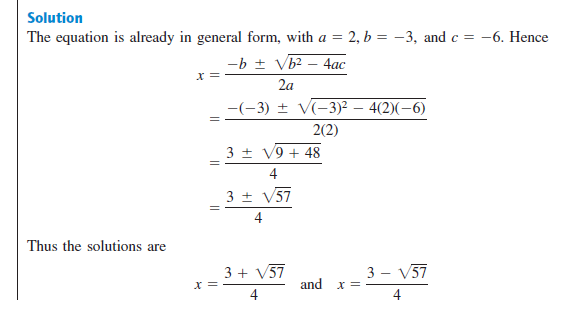 Solution
The equation is already in general form, with a = 2, b = −3, and c = −6. Hence
x = (−b ± √(b² − 4ac)) / 2a
= (−(−3) ± √((−3)² − 4(2)(−6))) / 2(2)
= (3 ± √(9 + 48)) / 4
= (3 ± √57) / 4
Thus the solutions are
x = (3 + √57) / 4 and x = (3 − √57) / 4